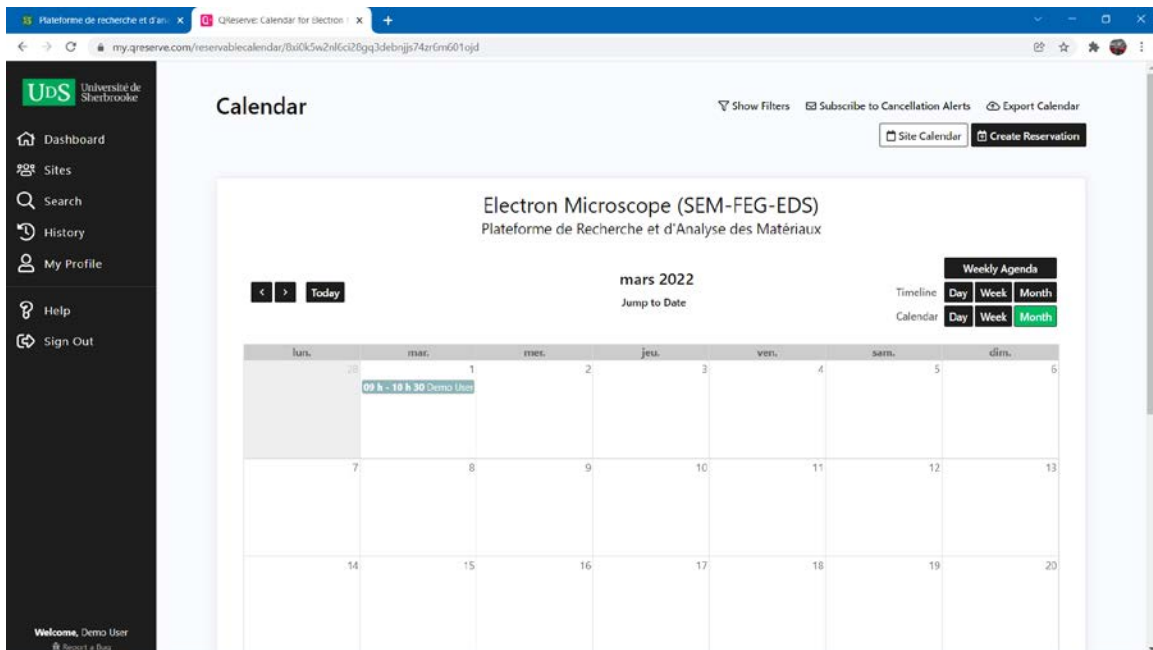 Plateforme de recherche et d'an
QReserve: Calendar for Electron
my.qreserve.com/reservablecalendar/
UDS Université de
Sherbrooke
Dashboard
Sites
Search
History
My Profile
Help
Sign Out
Welcome, Demo User
Report a Bug
Calendar
Show Filters Subscribe to Cancellation Alerts Export Calendar
Site Calendar Create Reservation
Electron Microscope (SEM-FEG-EDS)
Plateforme de Recherche et d'Analyse des Matériaux
Today
mars 2022
Jump to Date
Weekly Agenda
Timeline Day Week Month
Calendar Day Week Month
lun. mar. mer. jeu. ven. sam. dim.
28 1 2 3 4 5 6
09 h - 10 h 30 Demo User
7 8 9 10 11 12 13
14 15 16 17 18 19 20